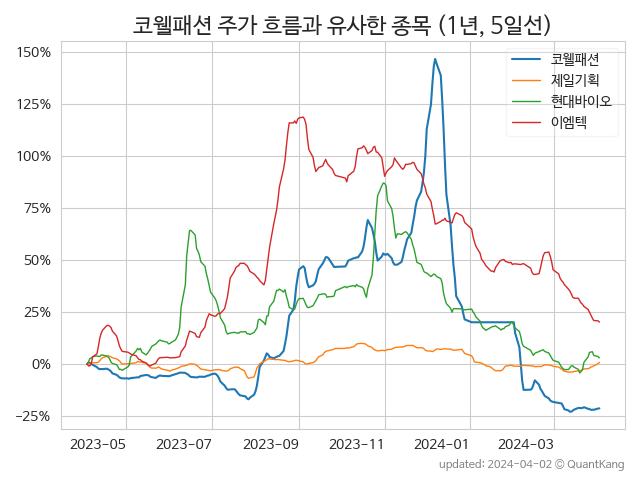 코웰패션 주가 흐름과 유사한 종목 (1년, 5일선)
150%
125%
100%
75%
50%
25%
0%
−25%
코웰패션
제일기획
현대바이오
이엠텍
2023-05 2023-07 2023-09 2023-11 2024-01 2024-03
updated: 2024-04-02 © QuantKang